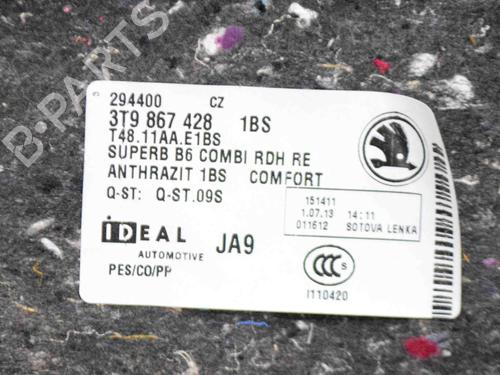 B-PARTS
294400 CZ
3T9 867 428 1BS
T48.11AA.E1BS
SUPERB B6 COMBI RDH RE
ANTHRAZIT 1BS COMFORT
Q-ST: Q-ST.09S
151411
1.07.13 14:11
011612 SOTOVA LENKA
iDEAL
AUTOMOTIVE
JA9
PES/CO/PP
CCC S
I110420